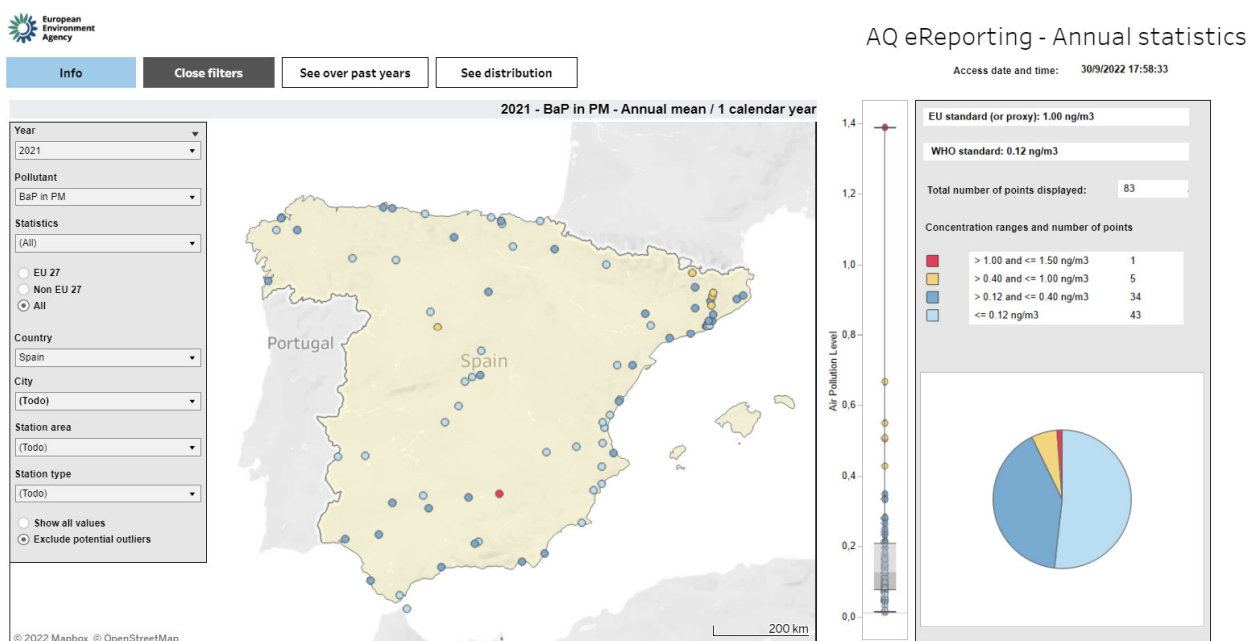 European
Environment
Agency
AQ eReporting - Annual statistics
Info
Close filters
See over past years
See distribution
Access date and time: 30/9/2022 17:58:33
2021 - BaP in PM - Annual mean / 1 calendar year
Year
2021
Pollutant
BaP in PM
Statistics
(All)
EU 27
Non EU 27
All
Country
Spain
City
(Todo)
Station area
(Todo)
Station type
(Todo)
Show all values
Exclude potential outliers
Portugal
Spain
© 2022 Mapbox © OpenStreetMap
200 km
Air Pollution Level
1,4
1,2
1,0
0,8
0,6
0,4
0,2
0,0
EU standard (or proxy): 1.00 ng/m3
WHO standard: 0.12 ng/m3
Total number of points displayed: 83
Concentration ranges and number of points
> 1.00 and <= 1.50 ng/m3 1
> 0.40 and <= 1.00 ng/m3 5
> 0.12 and <= 0.40 ng/m3 34
<= 0.12 ng/m3 43